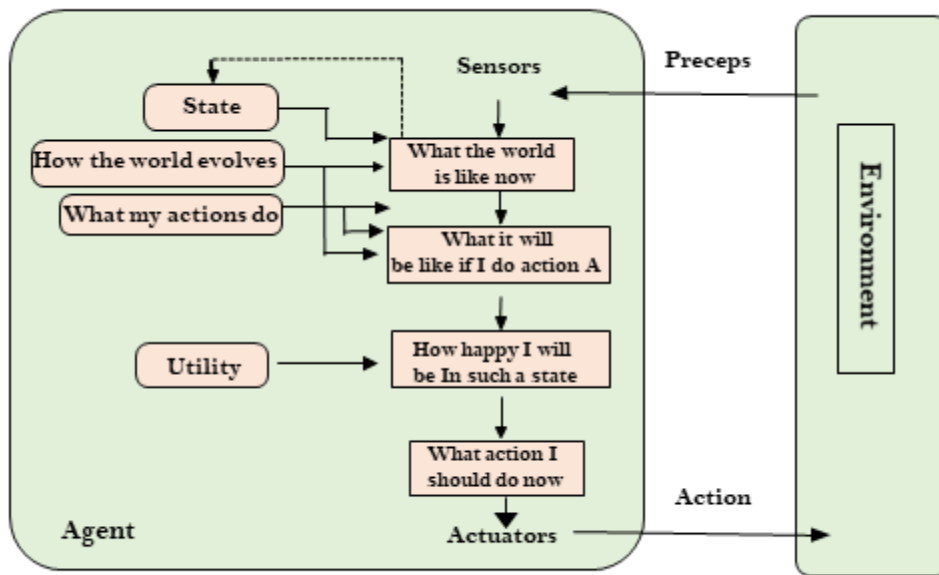 Sensors
Preceps
State
How the world evolves
What my actions do
What the world
is like now
What it will
be like if I do action A
Utility
How happy I will
be In such a state
What action I
should do now
Actuators
Agent
Action
Environment